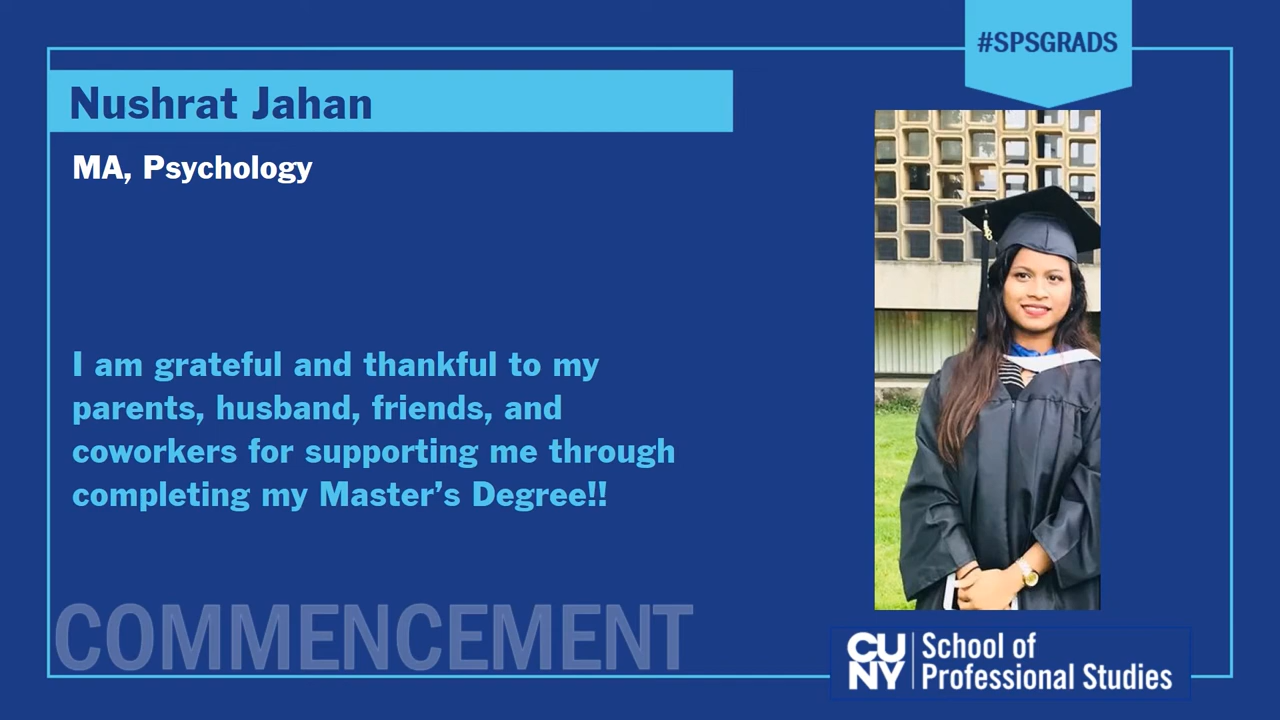 #SPSGRADS
Nushrat Jahan
MA, Psychology
I am grateful and thankful to my
parents, husband, friends, and
coworkers for supporting me through
completing my Master’s Degree!!
COMMENCEMENT
CU
NY
School of
Professional Studies